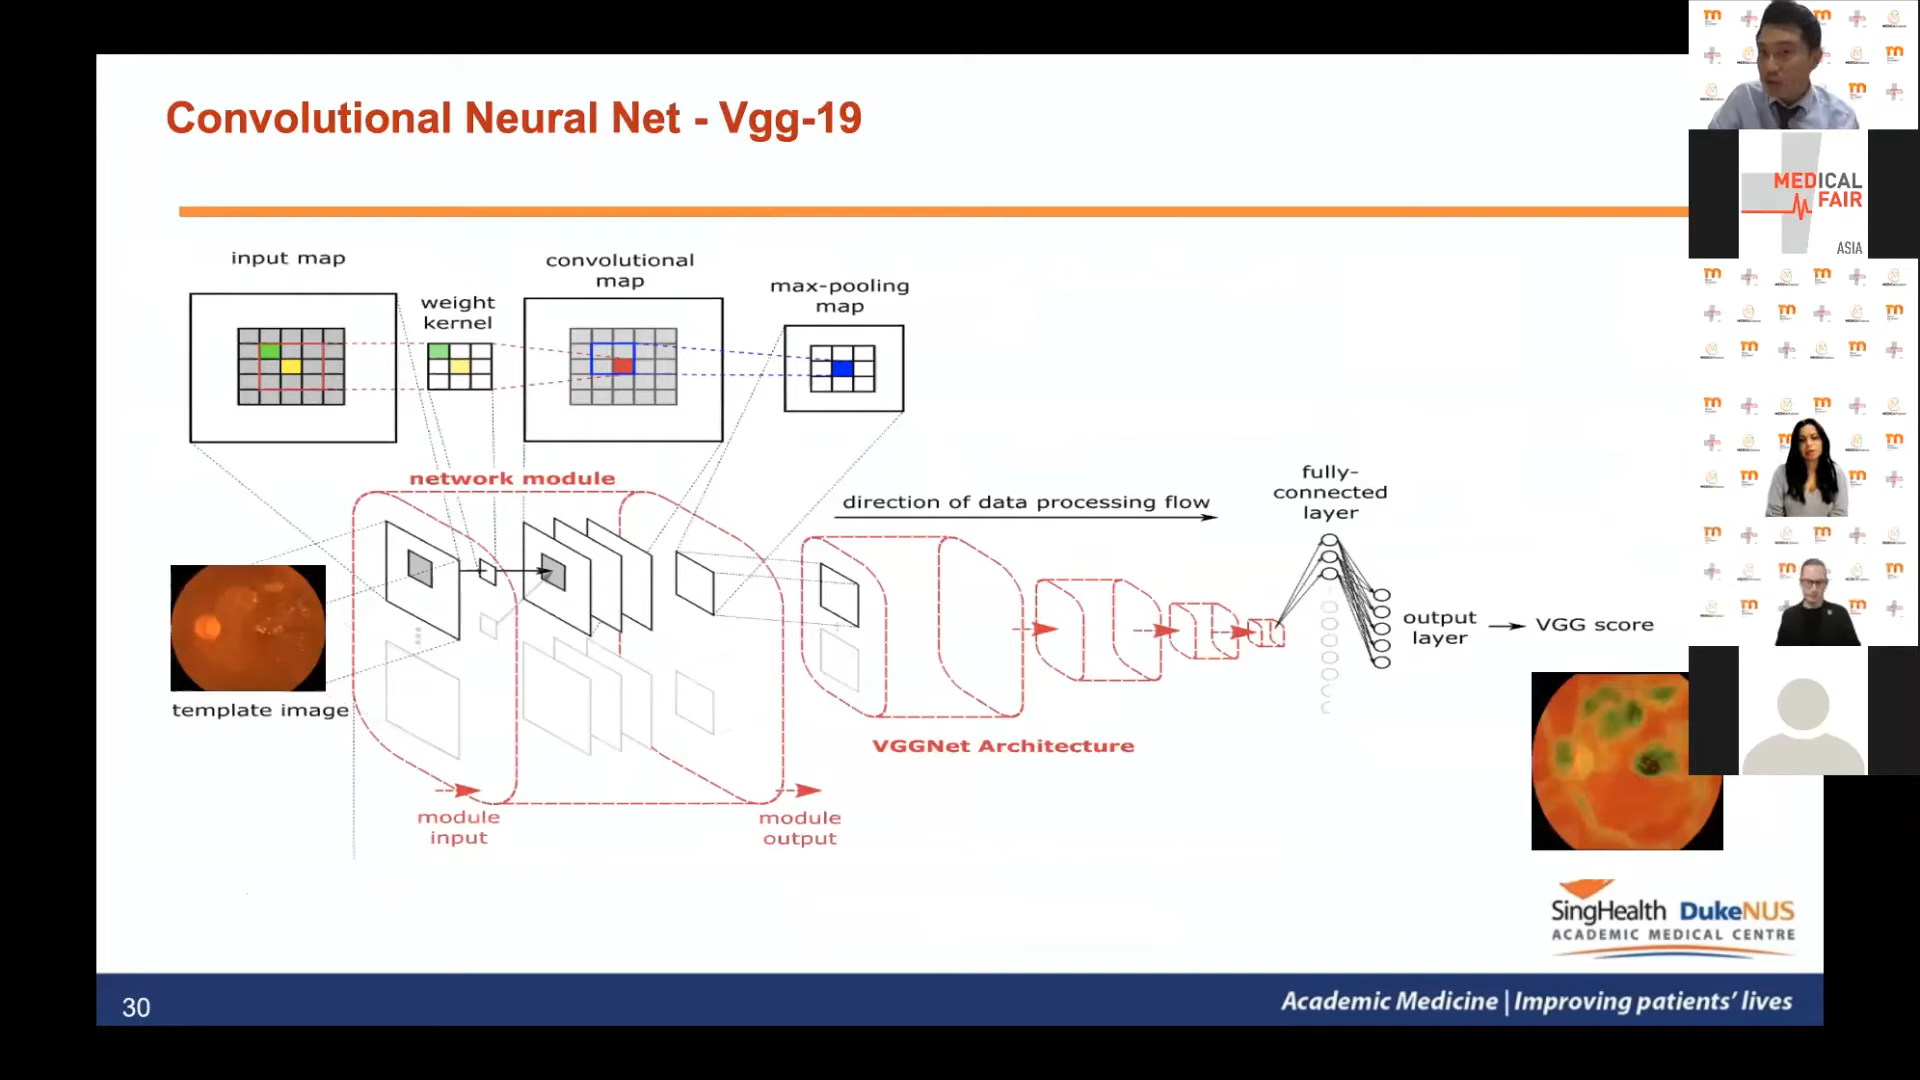 Convolutional Neural Net - Vgg-19
input map
weight
kernel
convolutional
map
max-pooling
map
network module
direction of data processing flow
fully-
connected
layer
template image
output
layer
VGG score
VGGNet Architecture
module
input
module
output
MEDICAL
FAIR
ASIA
SingHealth DukeNUS
ACADEMIC MEDICAL CENTRE
30
Academic Medicine | Improving patients' lives